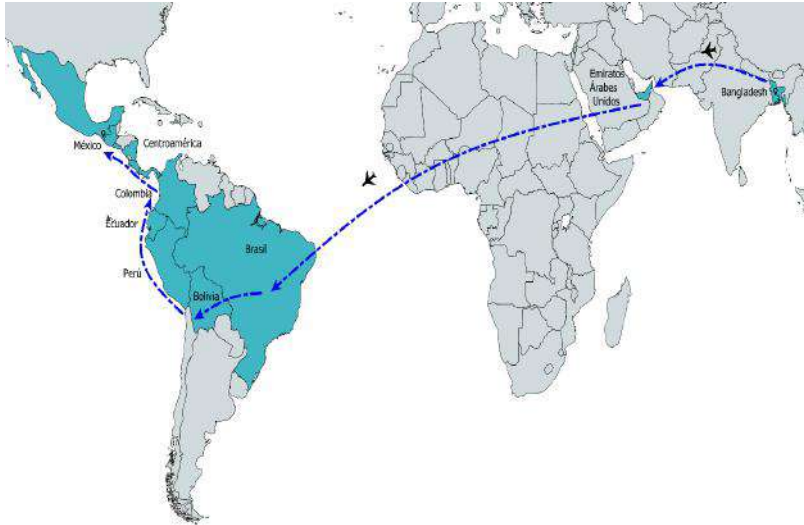 Emiratos
Árabes
Unidos
Bangladesh
México
Centroamérica
Colombia
Ecuador
Brasil
Perú
Bolivia